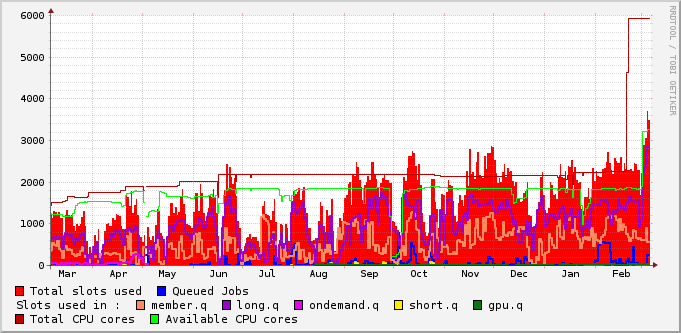 RRDTOOL / TOBI OETIKER
6000
5000
4000
3000
2000
1000
0
Mar Apr May Jun Jul Aug Sep Oct Nov Dec Jan Feb
Total slots used Queued Jobs
Slots used in : member.q long.q ondemand.q short.q gpu.q
Total CPU cores Available CPU cores